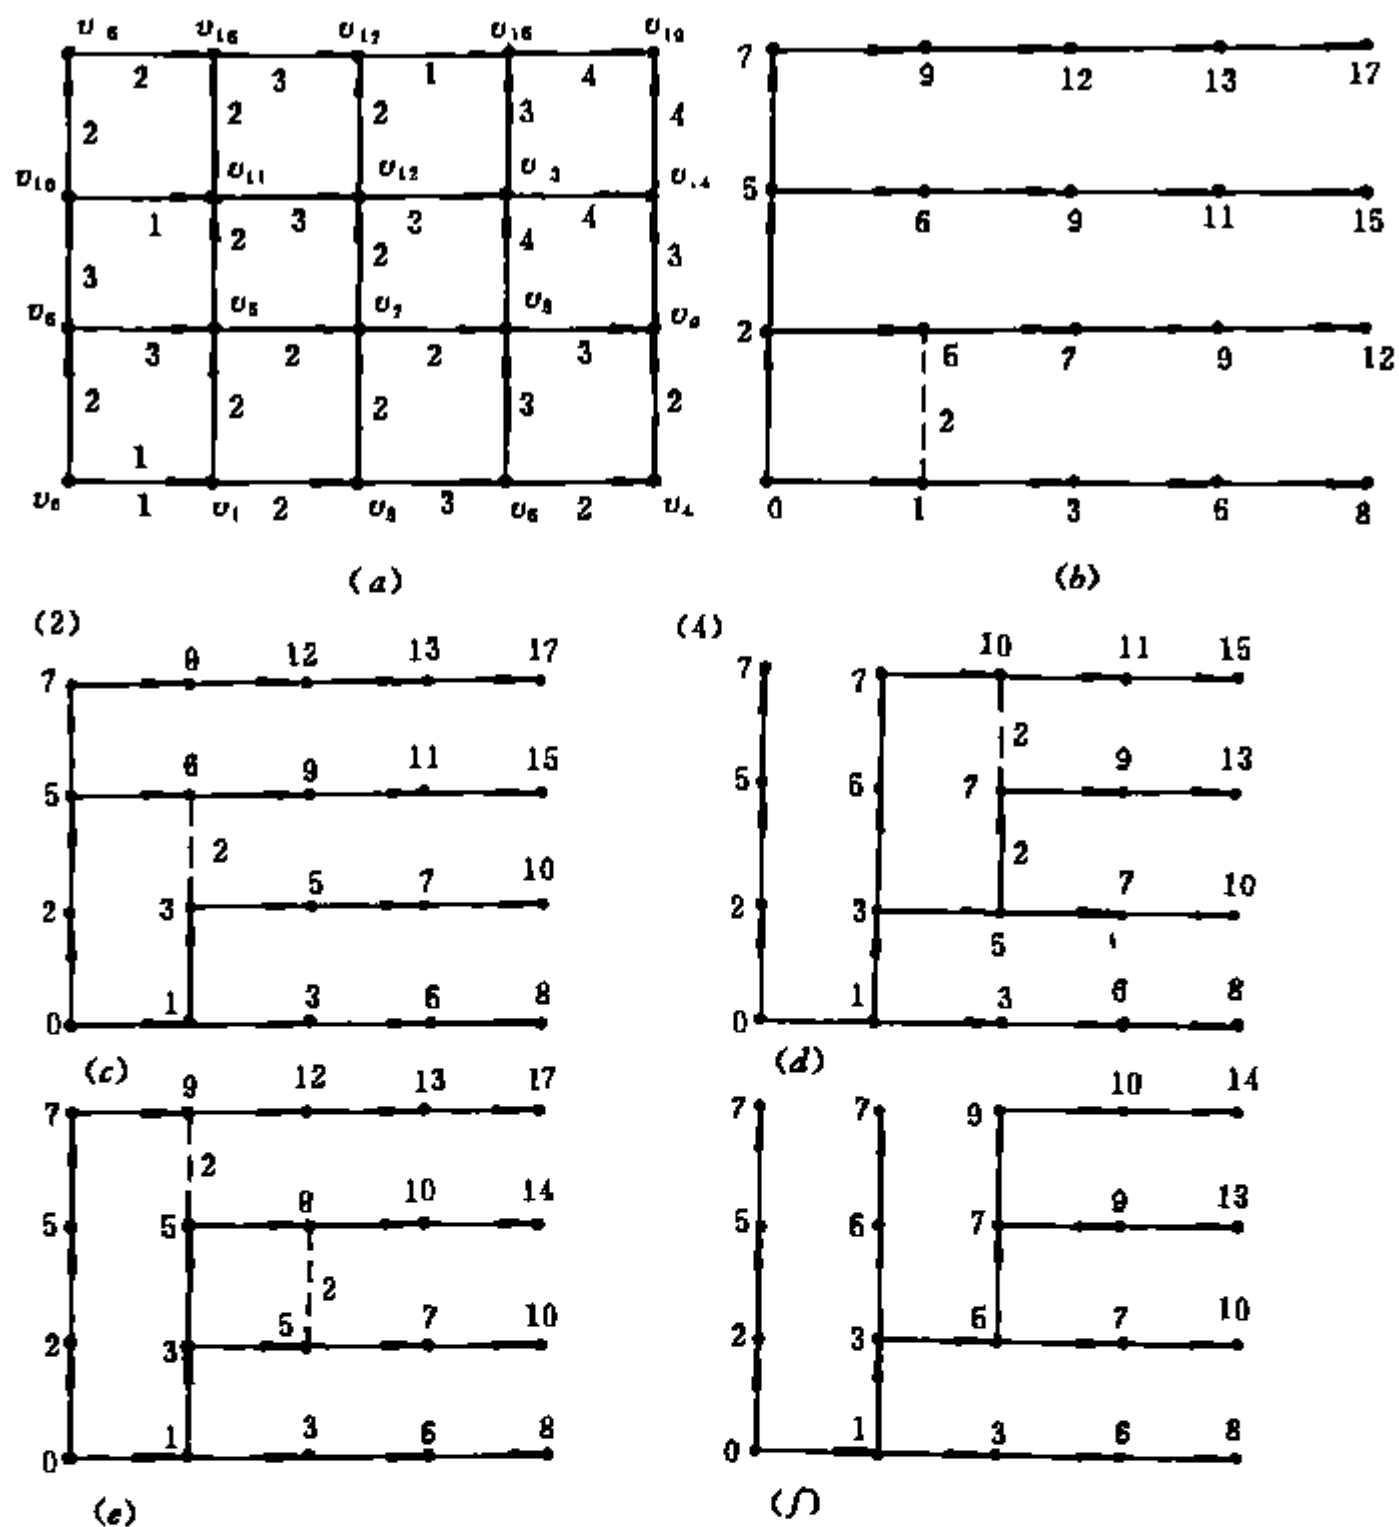 v₆ v₁₆ v₁₇ v₁₈ v₁₉
2 3 1 4
2 2 2 3 4
v₁₀ v₁₁ v₁₂ v₁₄
1 3 3 4
3 2 2 4 3
v₆ v₅ v₇ v₈ v₉
3 2 2 3
2 2 2 3 2
1
v₀ 1 v₁ 2 v₃ 3 v₆ 2 v₄
(a)
7 9 12 13 17
5 6 9 11 15
2 6 7 9 12
2
0 1 3 6 8
(b)
(2)
7 9 12 13 17
5 6 9 11 15
2
2 3 5 7 10
0 1 3 6 8
(c)
(4)
7 7 10 11 15
2
5 6 7 9 13
2
2 3 5 7 10
0 1 3 6 8
(d)
7 9 12 13 17
2
5 5 8 10 14
2
2 3 5 7 10
0 1 3 6 8
(e)
7 7 9 10 14
5 6 7 9 13
2 3 6 7 10
0 1 3 6 8
(f)